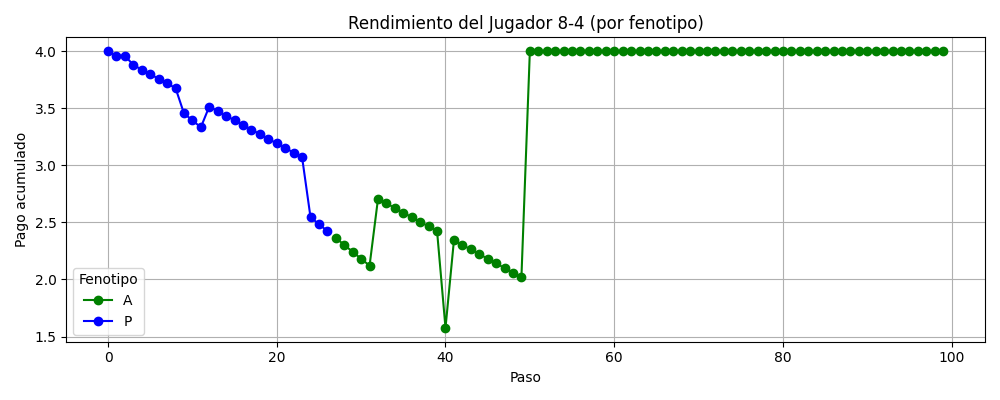 Rendimiento del Jugador 8-4 (por fenotipo)
Pago acumulado
4.0
3.5
3.0
2.5
2.0
1.5
Fenotipo
A
P
0 20 40 60 80 100
Paso